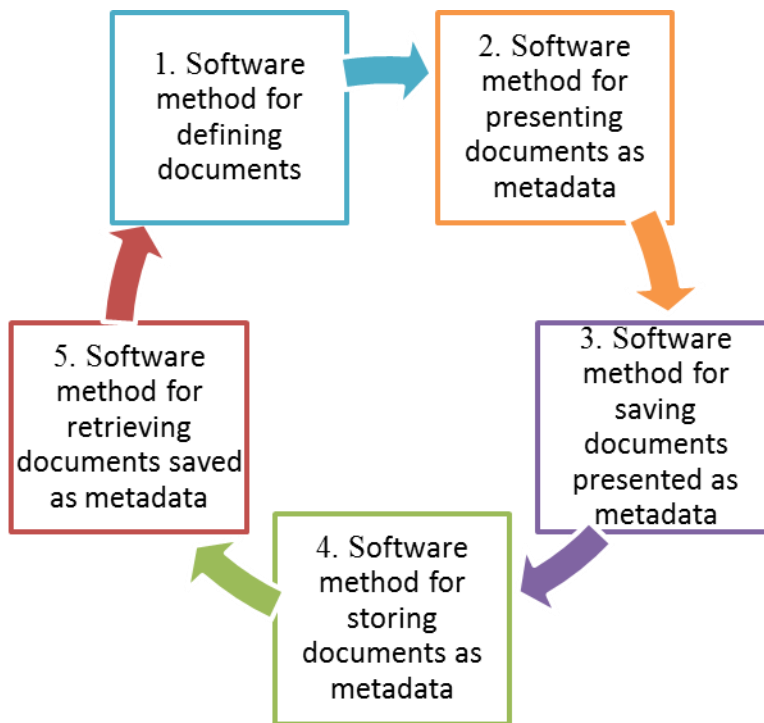 1. Software
method for
defining
documents
2. Software
method for
presenting
documents as
metadata
3. Software
method for
saving
documents
presented as
metadata
4. Software
method for
storing
documents as
metadata
5. Software
method for
retrieving
documents saved
as metadata